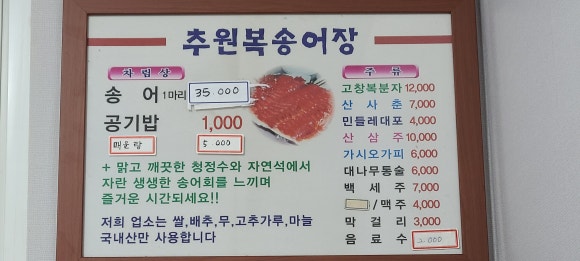 추원복송어장
차림상
송어 1마리 35.000
공기밥 1,000
매운탕 5.000
+ 맑고 깨끗한 청정수와 자연석에서
자란 생생한 송어회를 느끼며
즐거운 시간되세요!!
저희 업소는 쌀,배추,무,고추가루,마늘
국내산만 사용합니다
주류
고창복분자 12,000
산사춘 7,000
민들레대포 4,000
산삼주 10,000
가시오가피 6,000
대나무통술 6,000
백세주 7,000
/맥주 4,000
막걸리 3,000
음료수